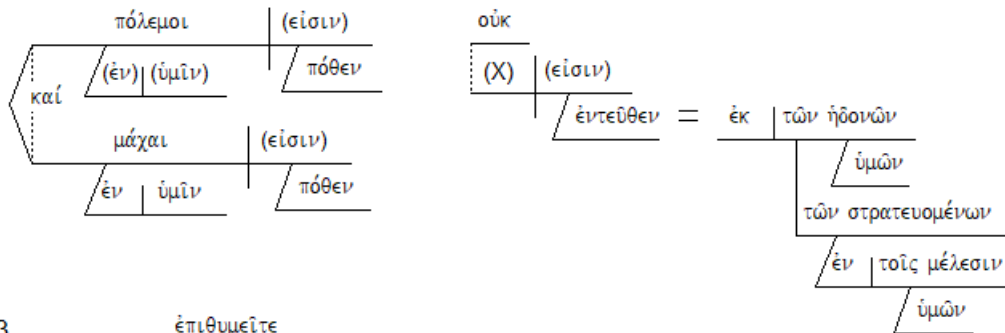 πόλεμοι (εἰσιν)
(ἐν) (ὑμῖν) πόθεν
καί
μάχαι (εἰσιν)
ἐν ὑμῖν πόθεν
οὐκ
(X) (εἰσιν)
ἐντεῦθεν = ἐκ τῶν ἡδονῶν
ὑμῶν
τῶν στρατευομένων
ἐν τοῖς μέλεσιν
ὑμῶν
ἐπιθυμεῖτε